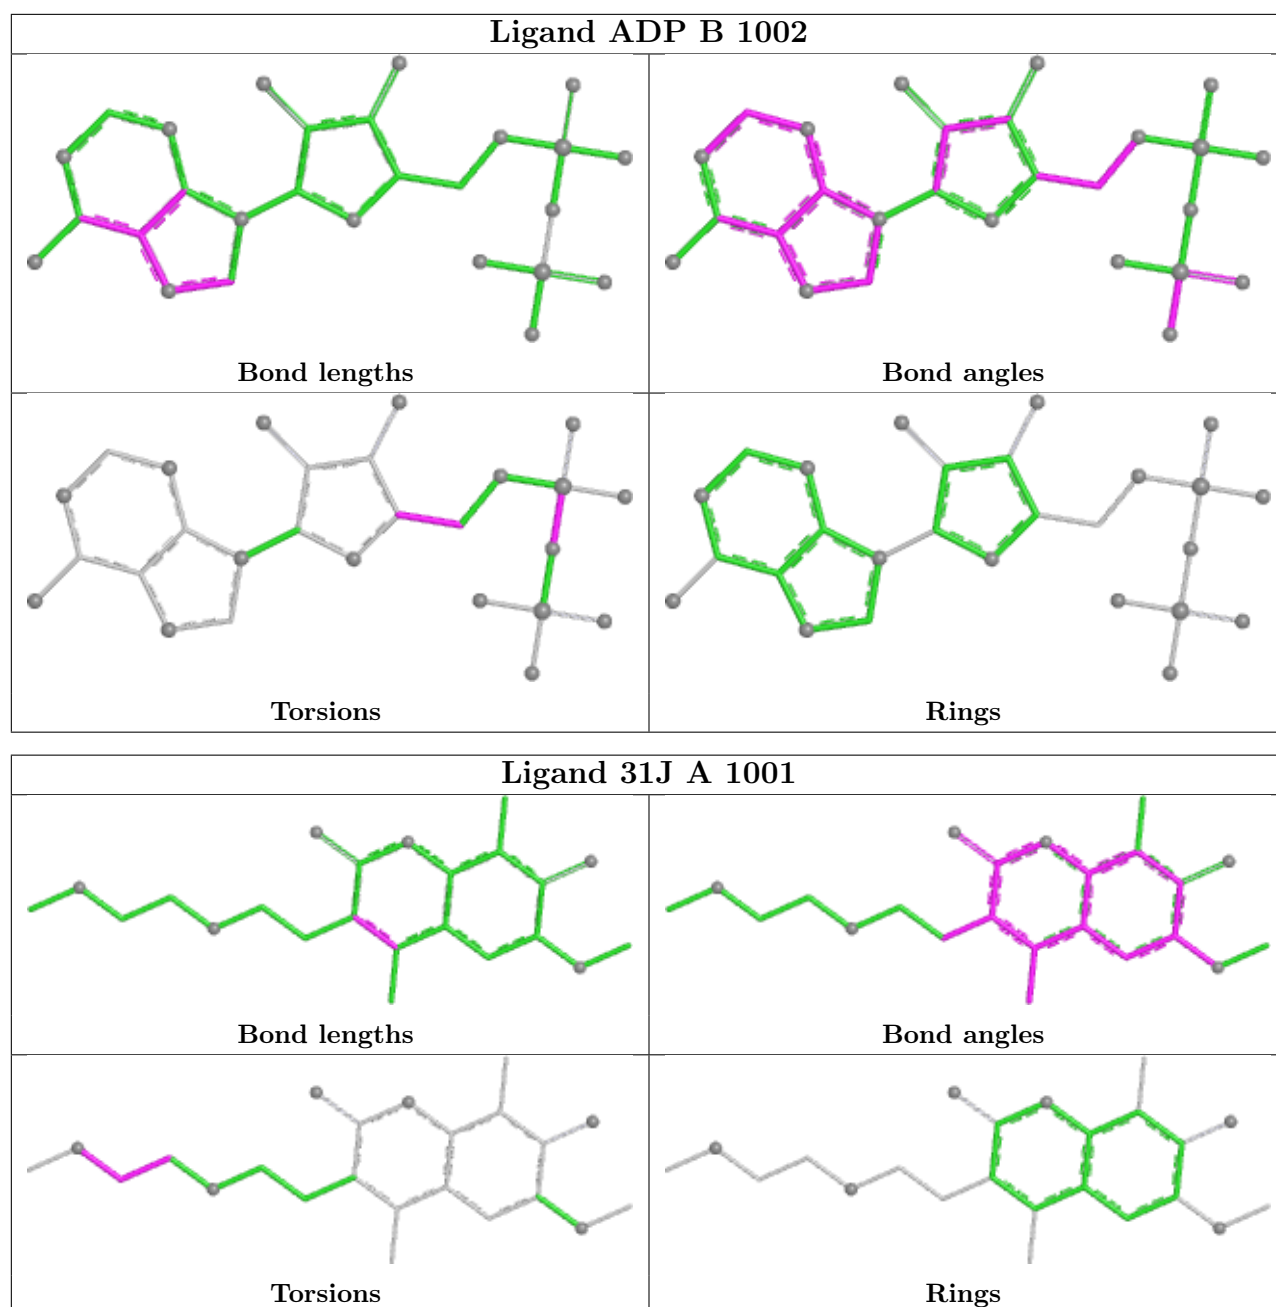 Ligand ADP B 1002
Bond lengths
Bond angles
Torsions
Rings
Ligand 31J A 1001
Bond lengths
Bond angles
Torsions
Rings